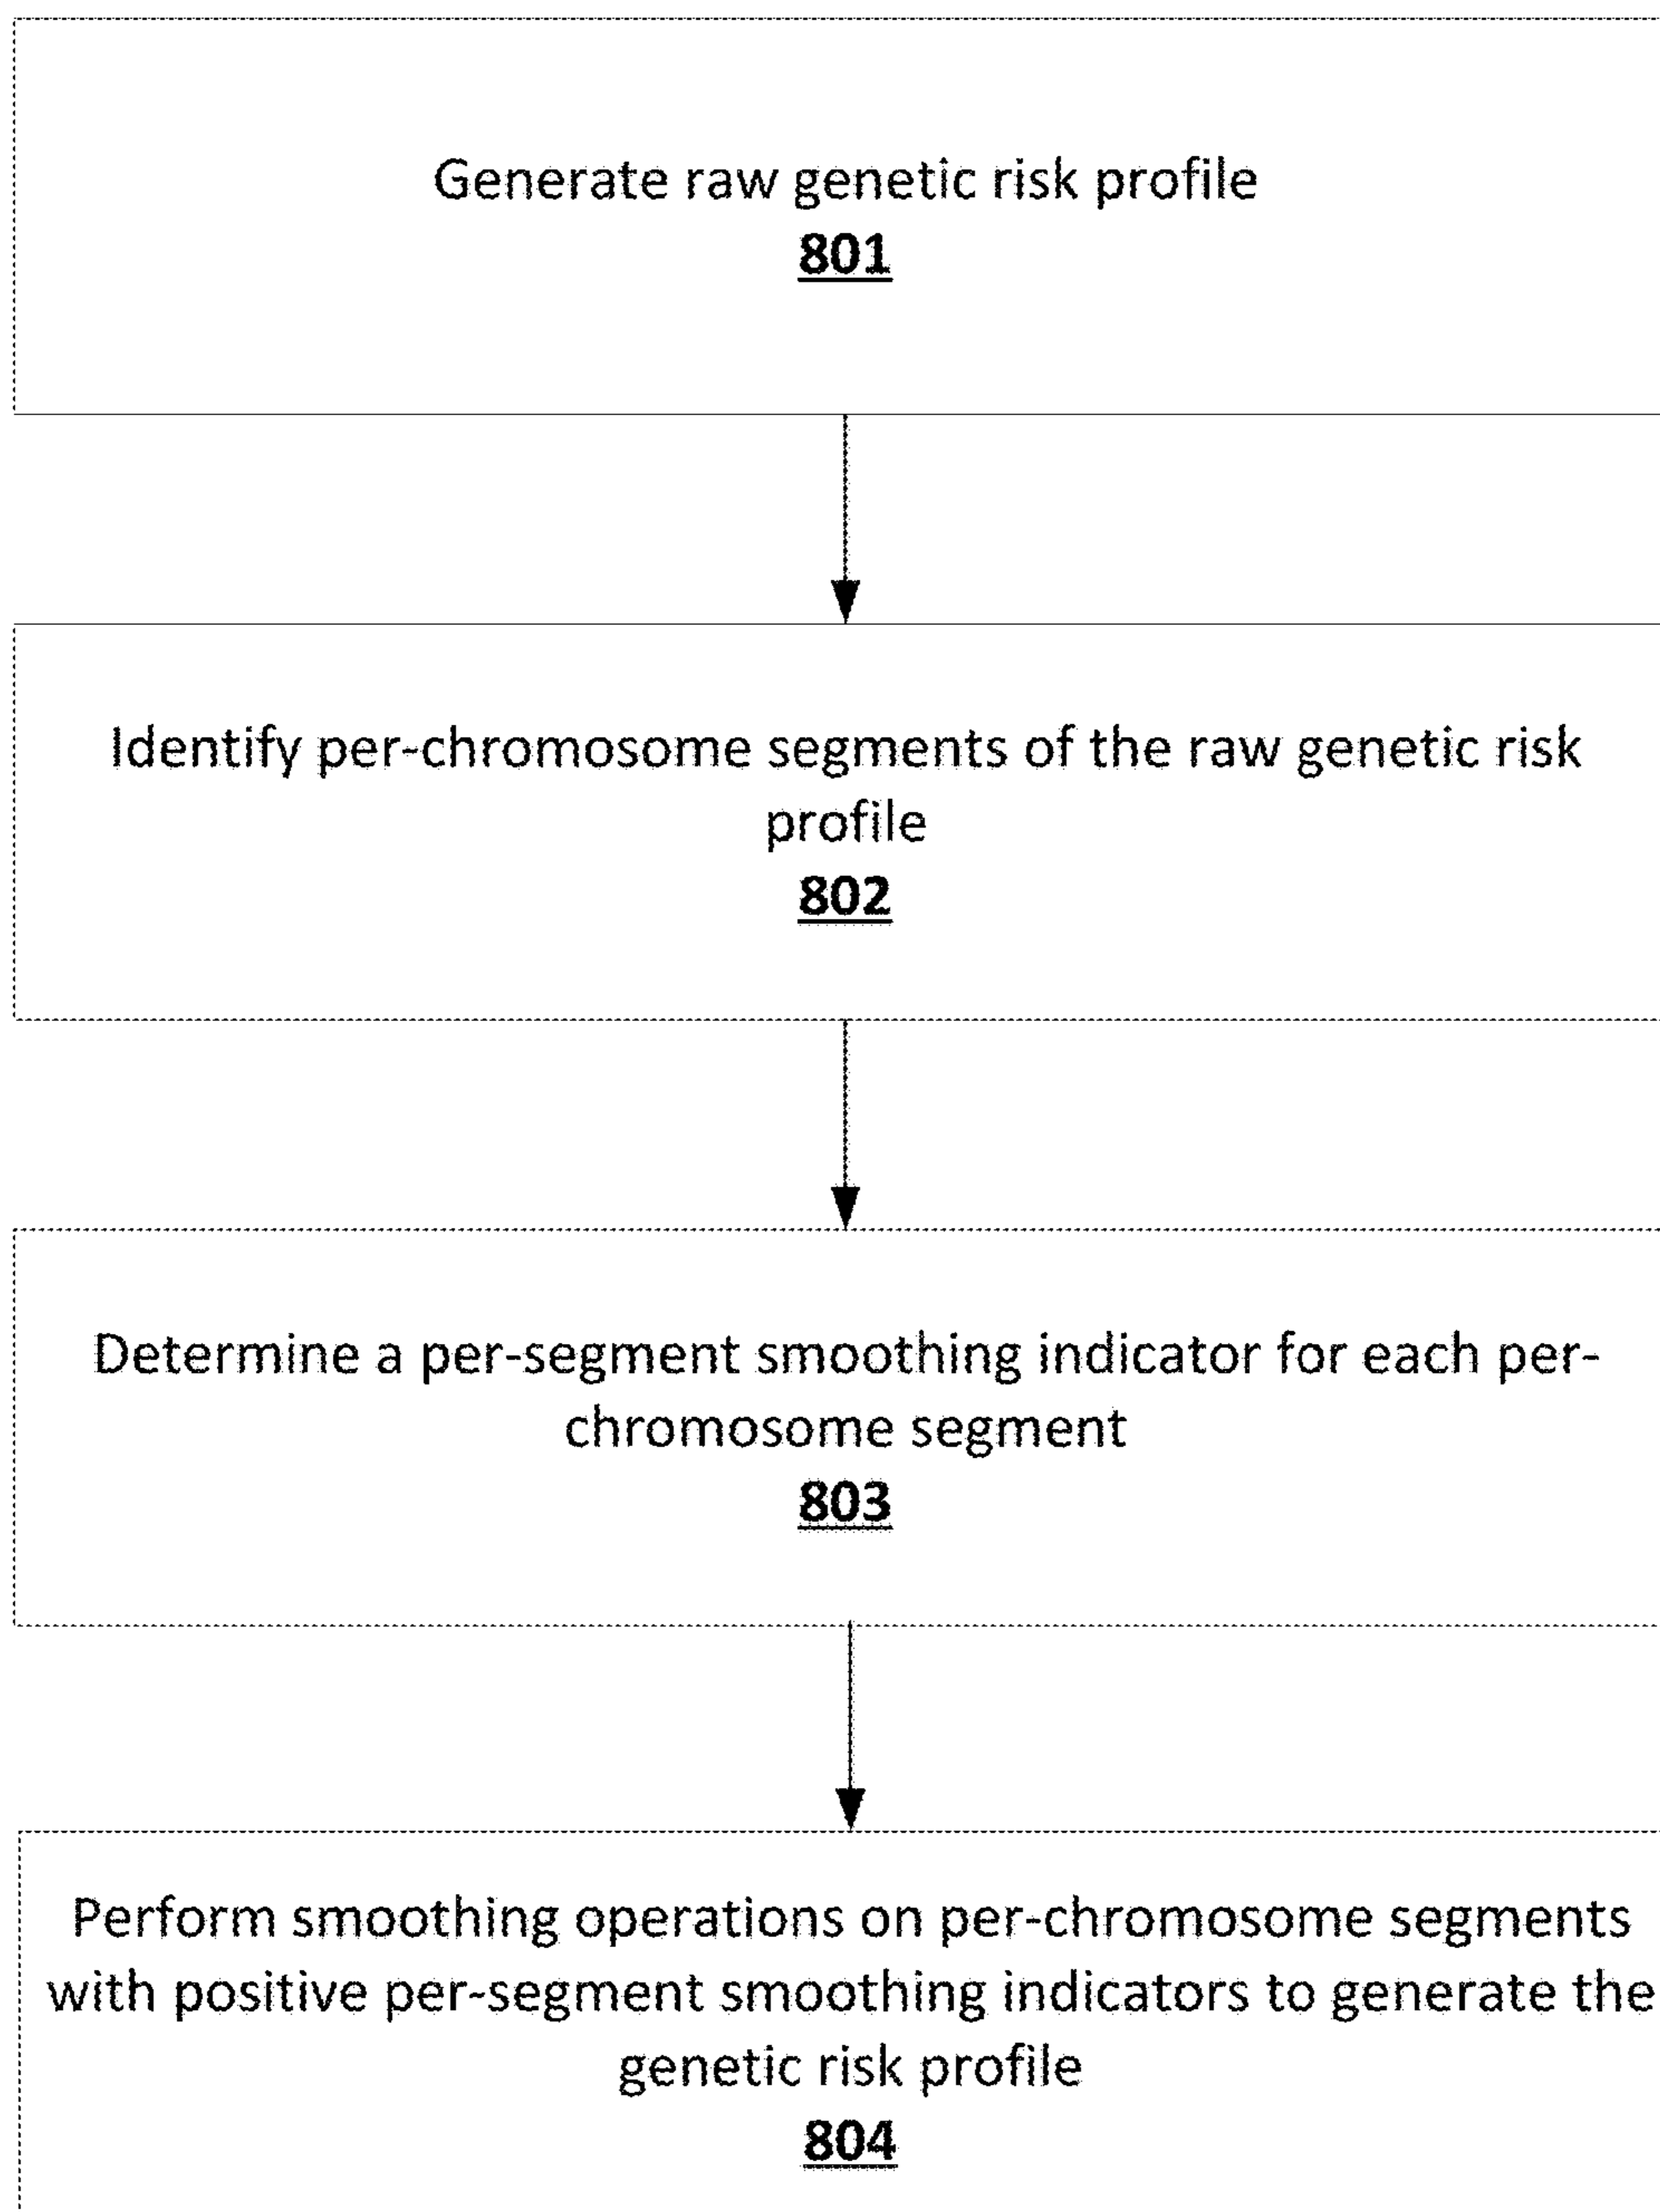 Generate raw genetic risk profile
801
Identify per-chromosome segments of the raw genetic risk
profile
802
Determine a per-segment smoothing indicator for each per-
chromosome segment
803
Perform smoothing operations on per-chromosome segments
with positive per-segment smoothing indicators to generate the
genetic risk profile
804